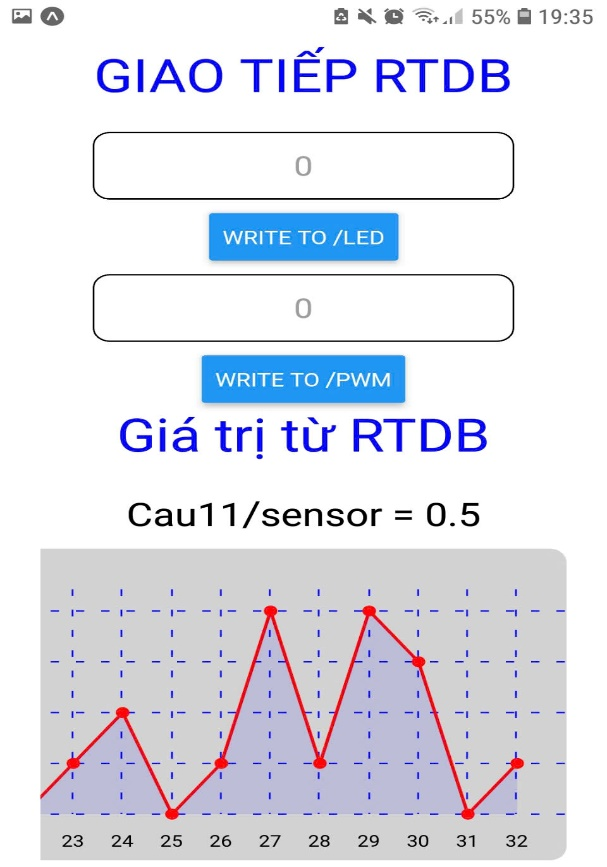 55% 19:35
GIAO TIẾP RTDB
0
WRITE TO /LED
0
WRITE TO /PWM
Giá trị từ RTDB
Cau11/sensor = 0.5
23 24 25 26 27 28 29 30 31 32